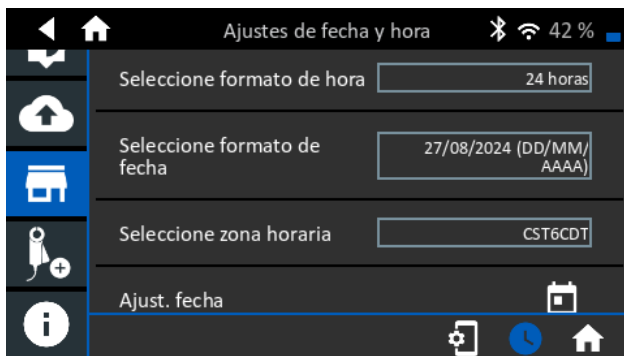 Ajustes de fecha y hora 42 %
Seleccione formato de hora 24 horas
Seleccione formato de
fecha
27/08/2024 (DD/MM/
AAAA)
Seleccione zona horaria CST6CDT
Ajust. fecha